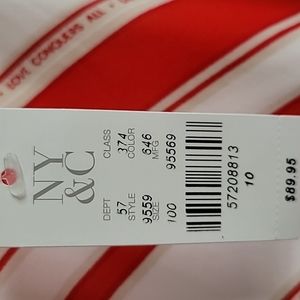 LOVE CONQUERS ALL
NY
&C
DEPT CLASS
57 374
STYLE COLOR
9559 646
SIZE MFG
100 95569
57208813
10
$89.95